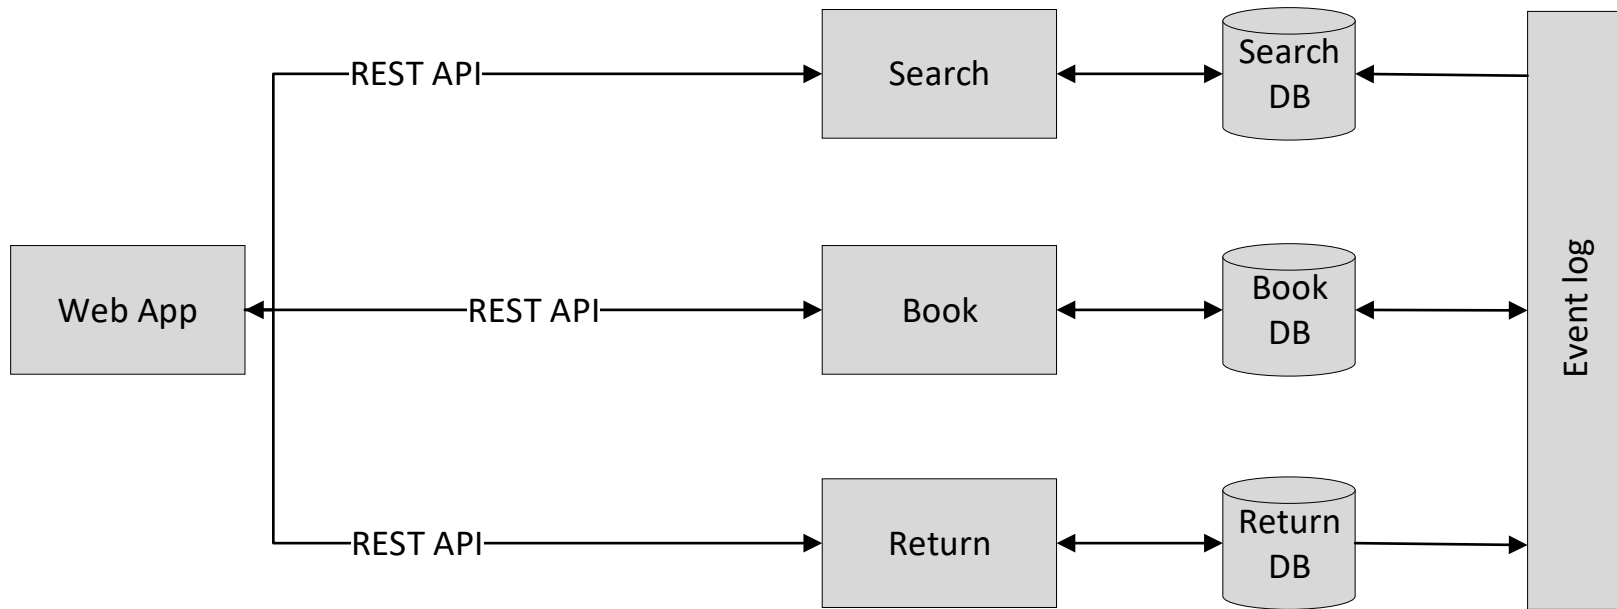 REST API
Search
Search
DB
Web App
REST API
Book
Book
DB
Event log
REST API
Return
Return
DB